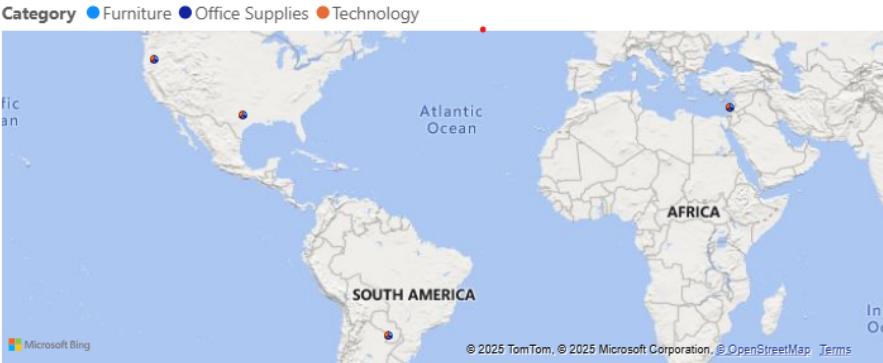 Category Furniture Office Supplies Technology
fic
an
Atlantic
Ocean
AFRICA
SOUTH AMERICA
In
Oc
Microsoft Bing
© 2025 TomTom, © 2025 Microsoft Corporation, © OpenStreetMap Terms